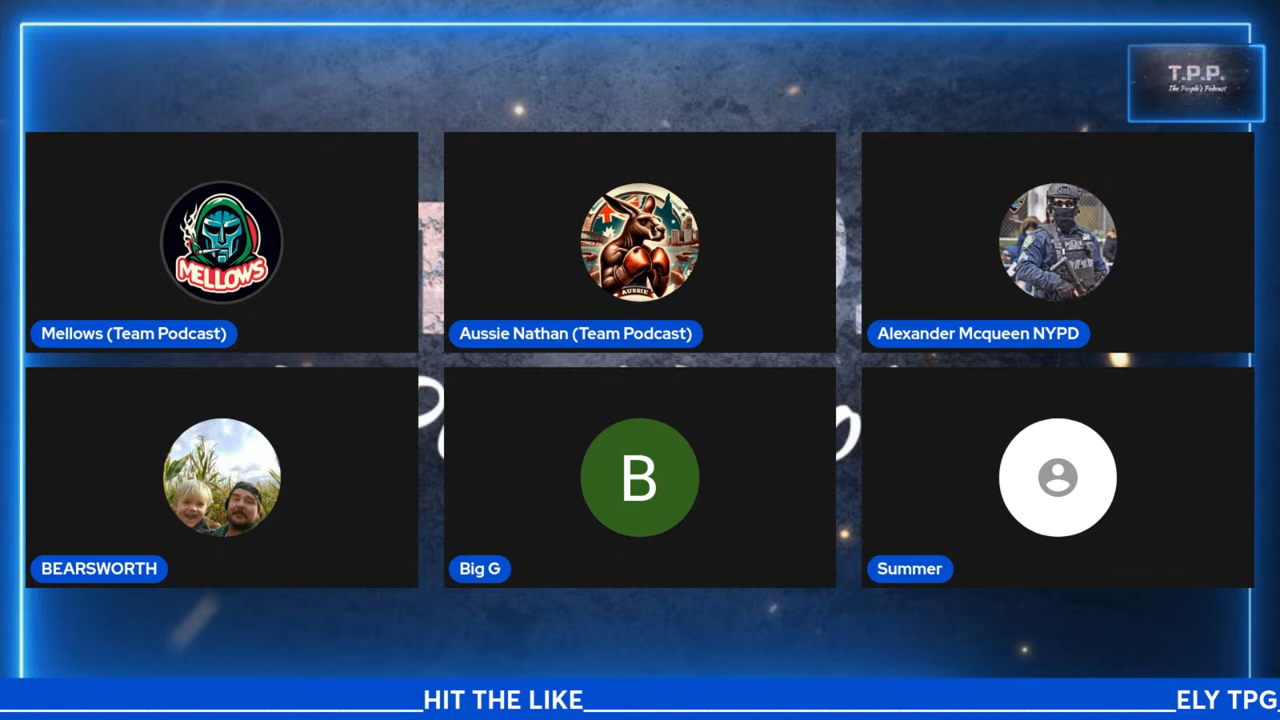 T.P.P.
The People's Podcast
MELLOWS
AUSSIE
Mellows (Team Podcast)
Aussie Nathan (Team Podcast)
Alexander Mcqueen NYPD
B
BEARSWORTH
Big G
Summer
HIT THE LIKE
ELY TPG